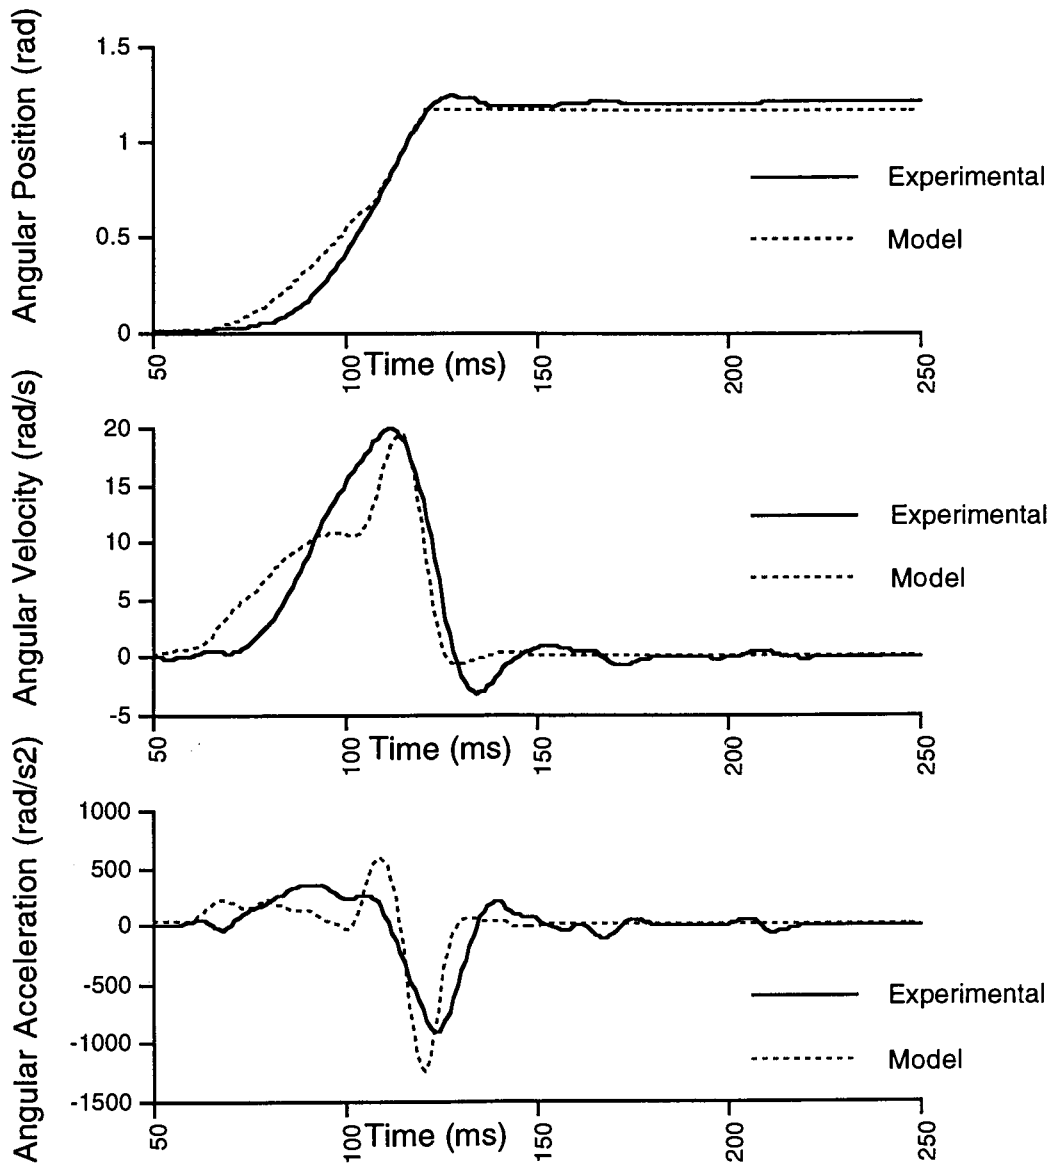 Angular Position (rad)
1.5
1
0.5
0
Experimental
Model
50
100
Time (ms)
150
200
250
Angular Velocity (rad/s)
20
15
10
5
0
-5
Experimental
Model
50
100
Time (ms)
150
200
250
Angular Acceleration (rad/s2)
1000
500
0
-500
-1000
-1500
Experimental
Model
50
100
Time (ms)
150
200
250